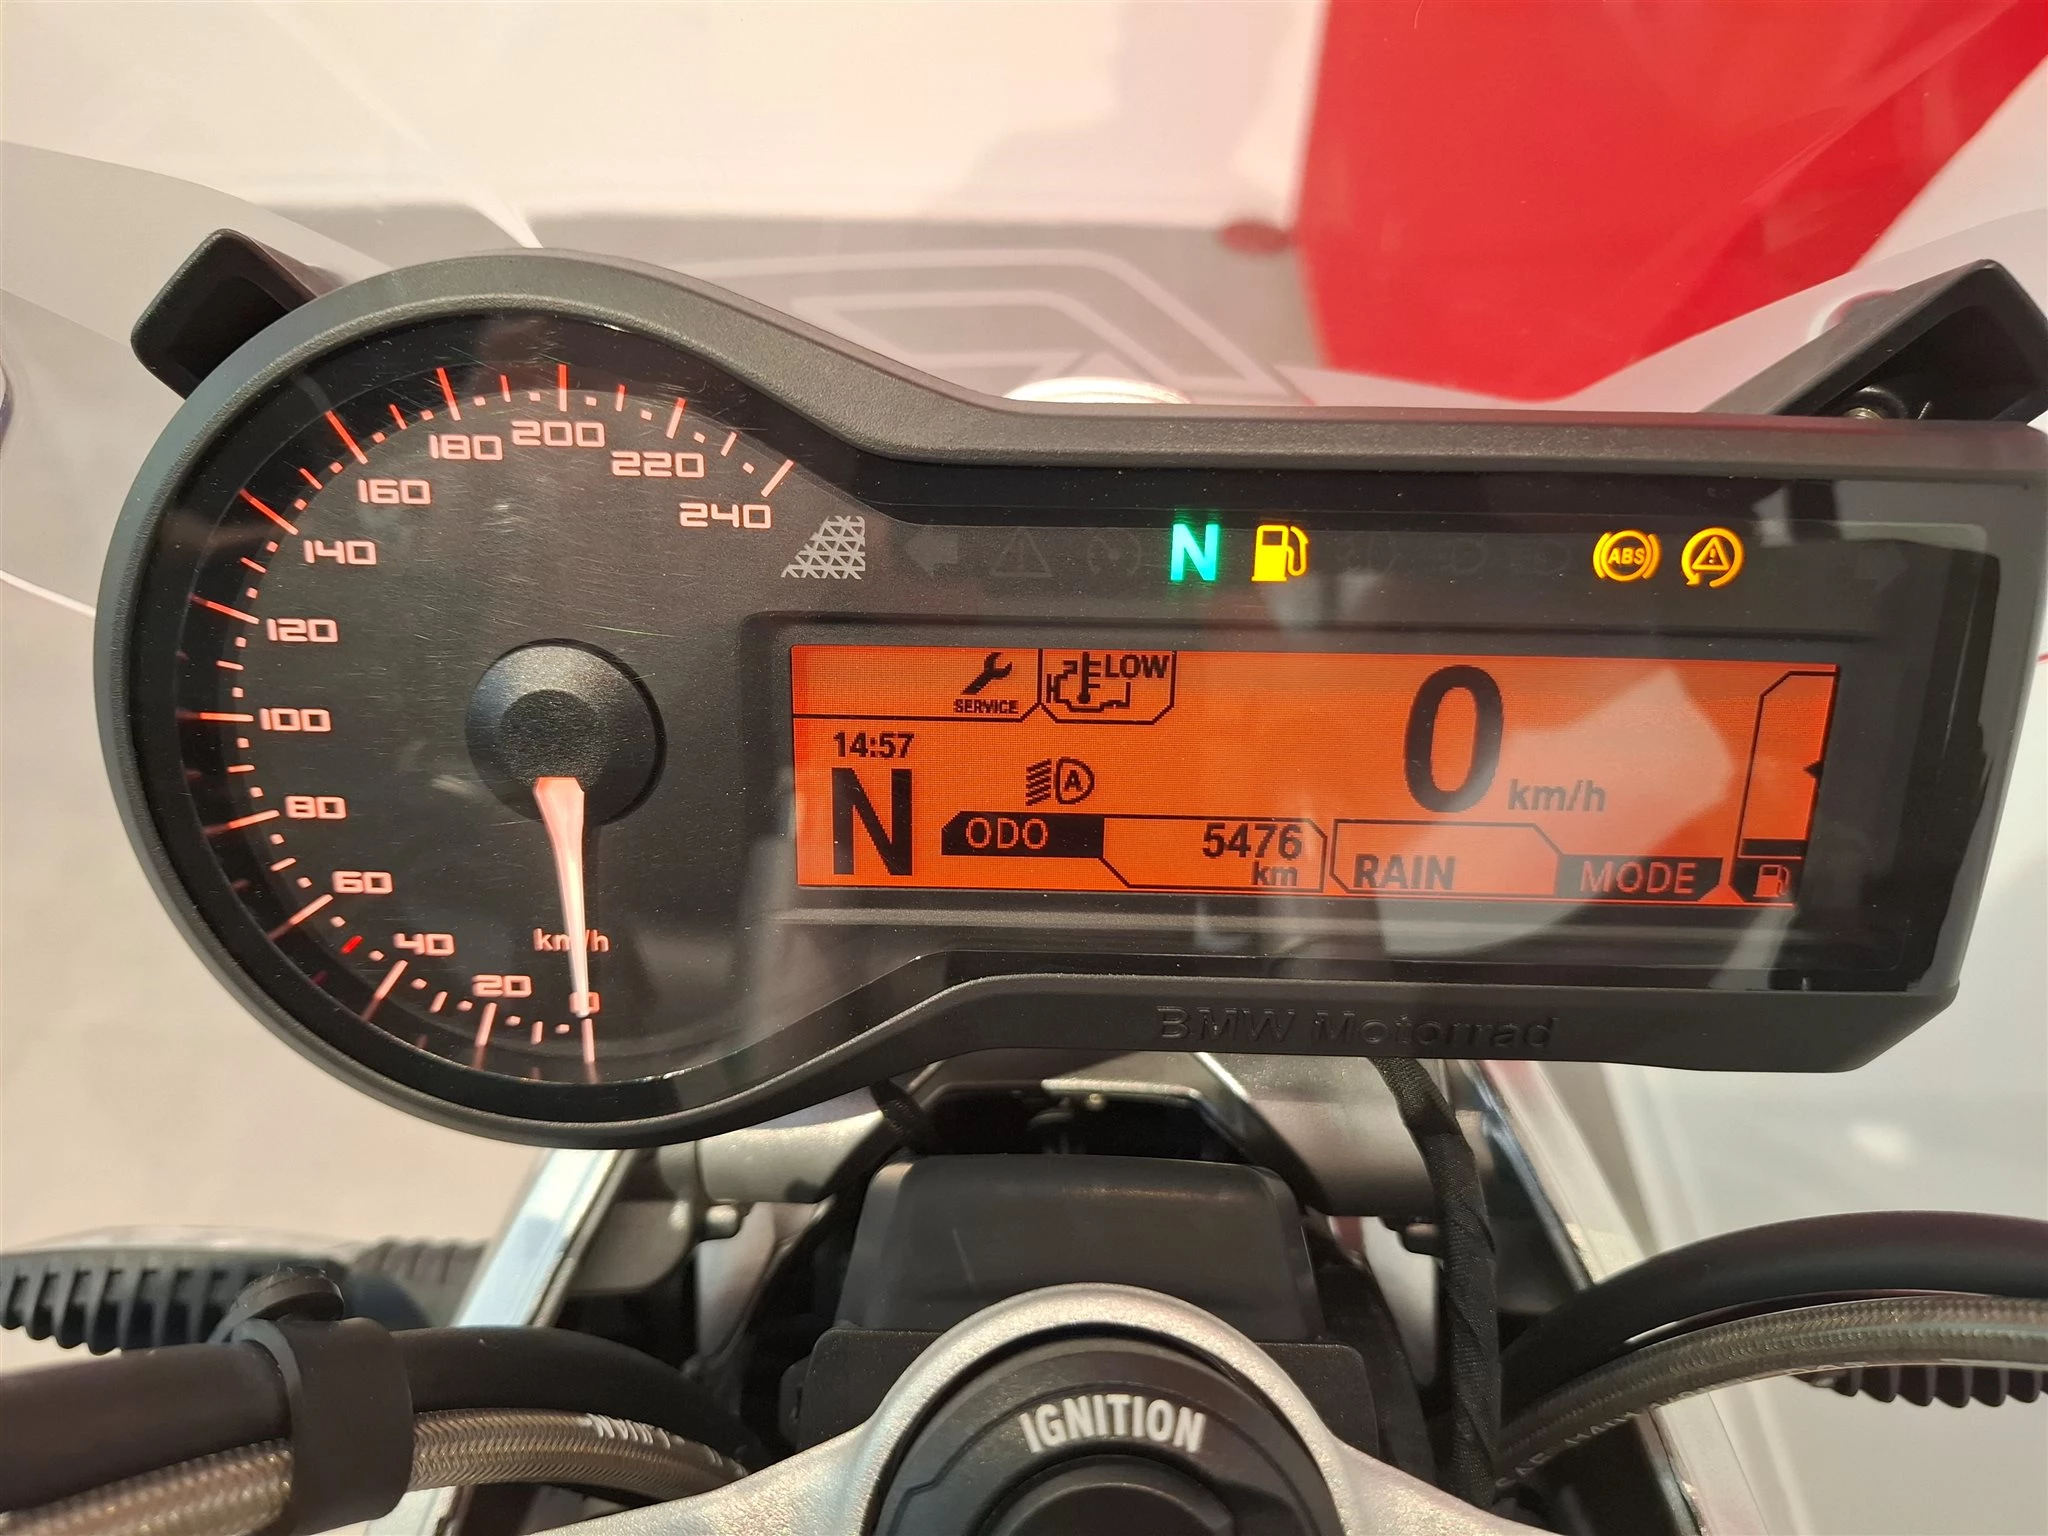 240
220
200
180
160
140
120
100
80
60
40
20
0
km/h
N
ABS
SERVICE
LOW
14:57
N
A
0 km/h
ODO 5476 km
RAIN MODE
BMW Motorrad
IGNITION